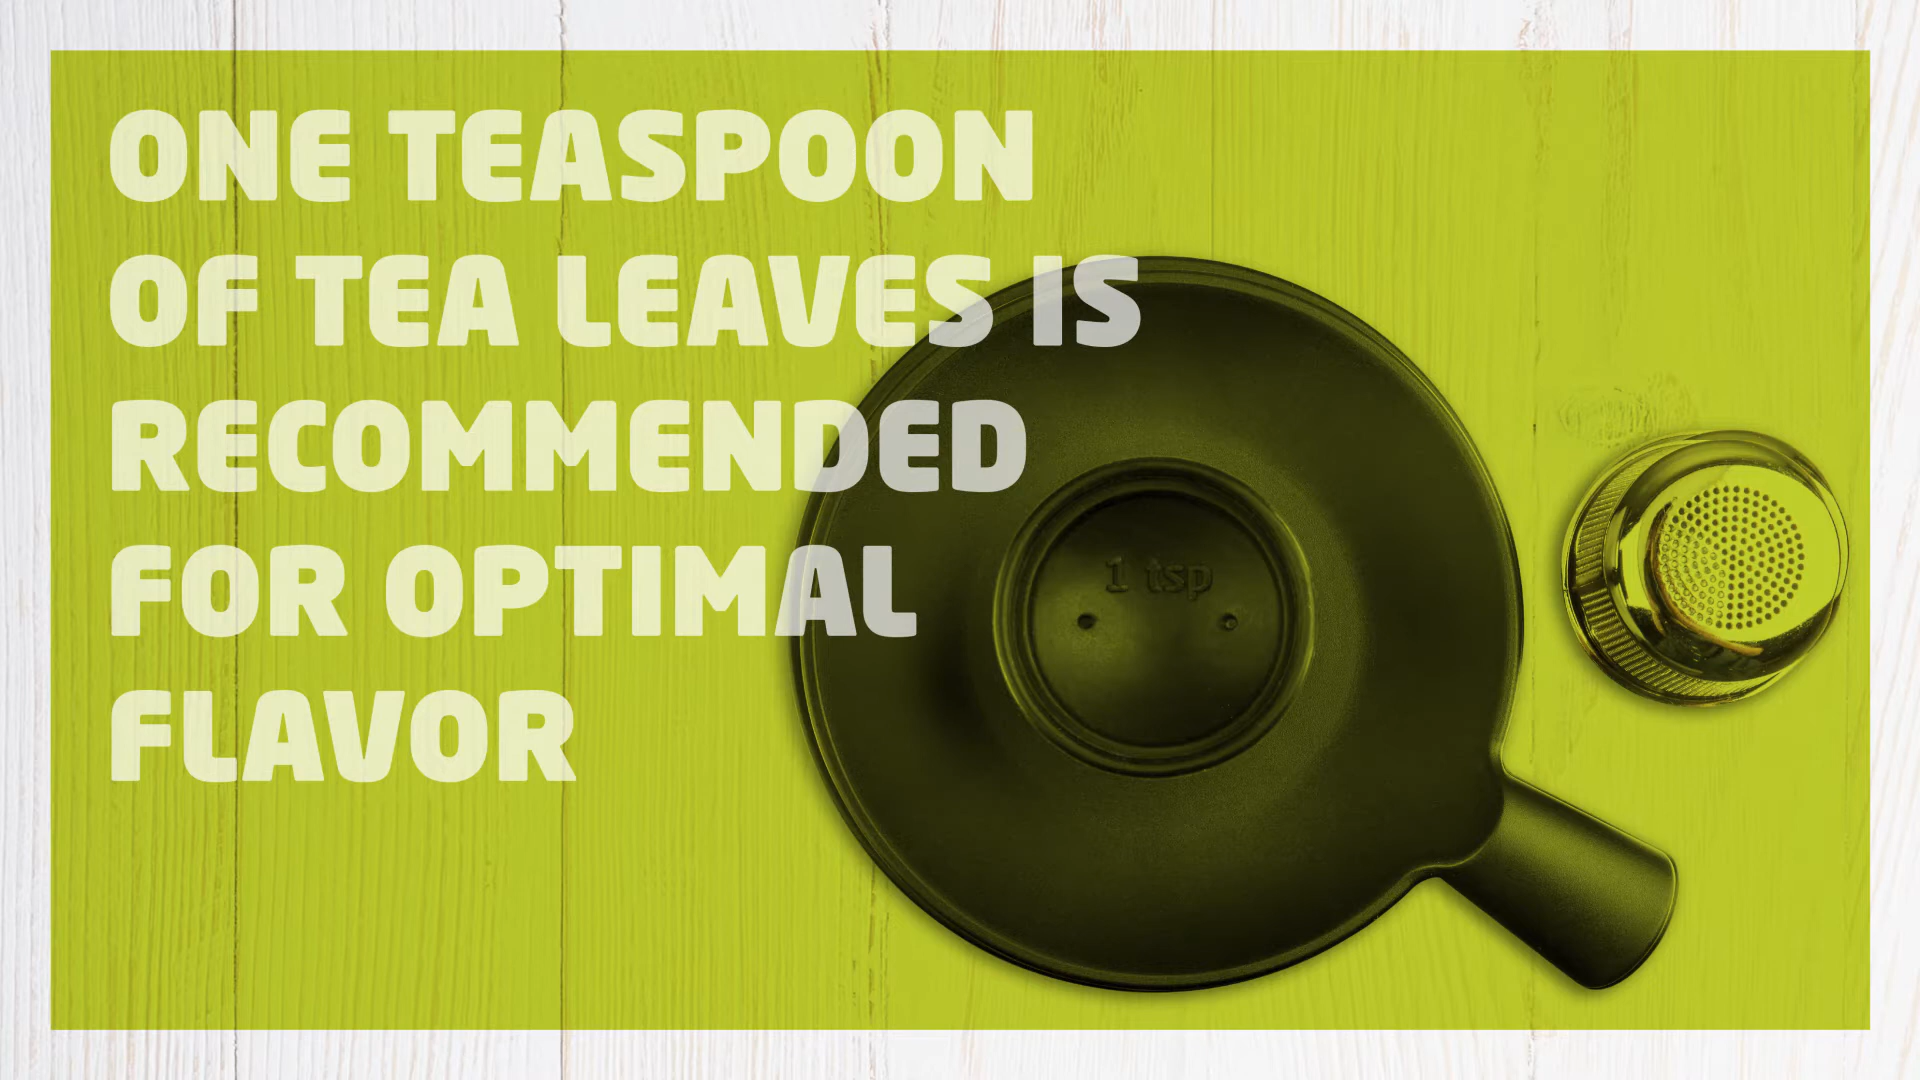 ONE TEASPOON
OF TEA LEAVES IS
RECOMMENDED
FOR OPTIMAL
FLAVOR
1 tsp